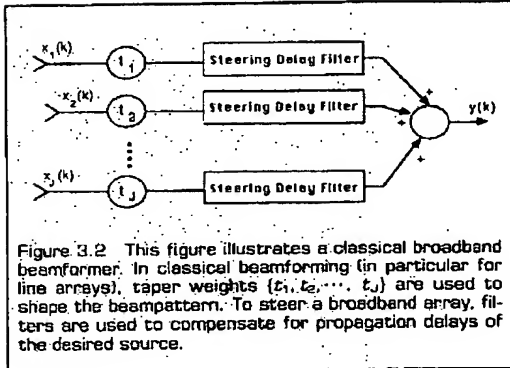 x₁(k)
t₁
Steering Delay Filter
+
x₂(k)
t₂
Steering Delay Filter
+
y(k)
+
x_J(k)
t_J
Steering Delay Filter
Figure 3.2 This figure illustrates a classical broadband
beamformer. In classical beamforming (in particular for
line arrays), taper weights {t₁, t₂, ···, t_J} are used to
shape the beampattern. To steer a broadband array, fil-
ters are used to compensate for propagation delays of
the desired source.